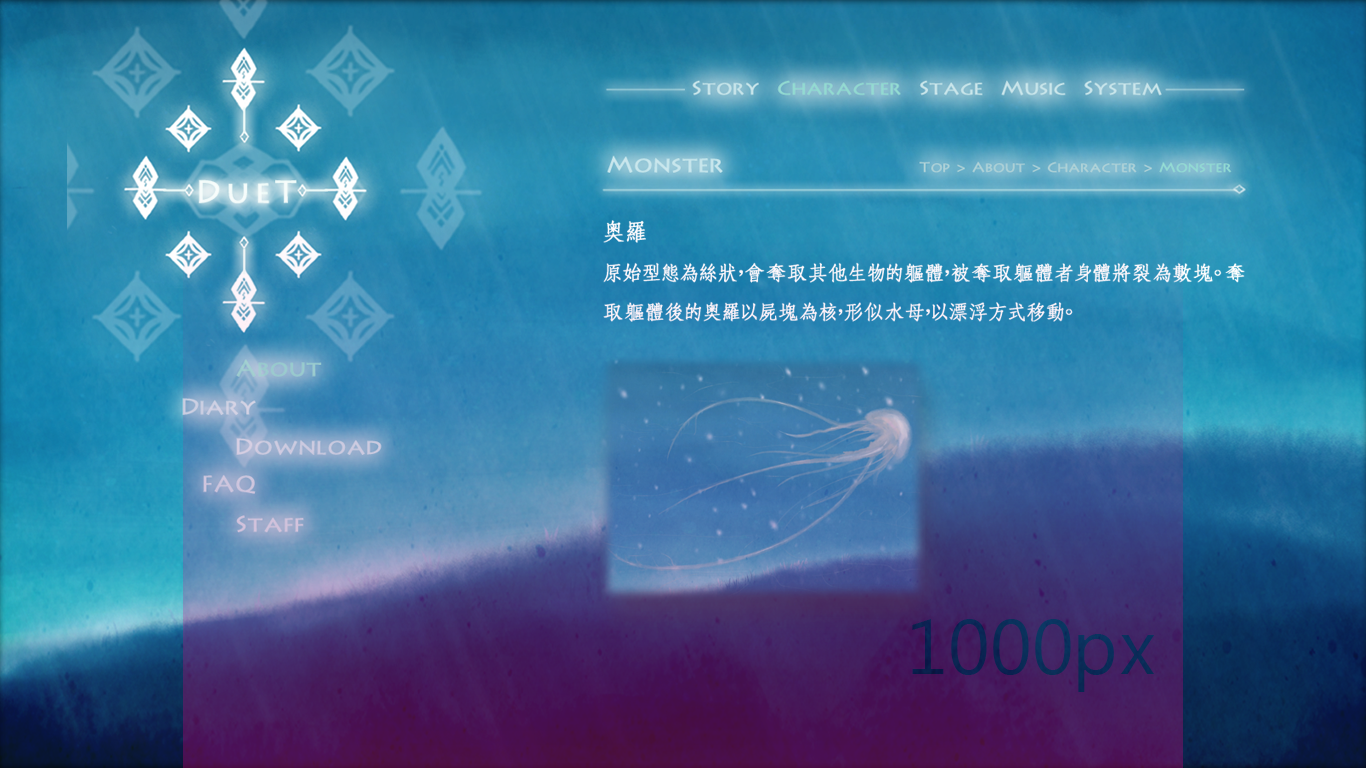 STORY CHARACTER STAGE MUSIC SYSTEM
MONSTER
TOP > ABOUT > CHARACTER > MONSTER
DUET
奧羅
原始型態為絲狀,會奪取其他生物的軀體,被奪取軀體者身體將裂為數塊。奪
取軀體後的奧羅以屍塊為核,形似水母,以漂浮方式移動。
ABOUT
DIARY
DOWNLOAD
FAQ
STAFF
1000px